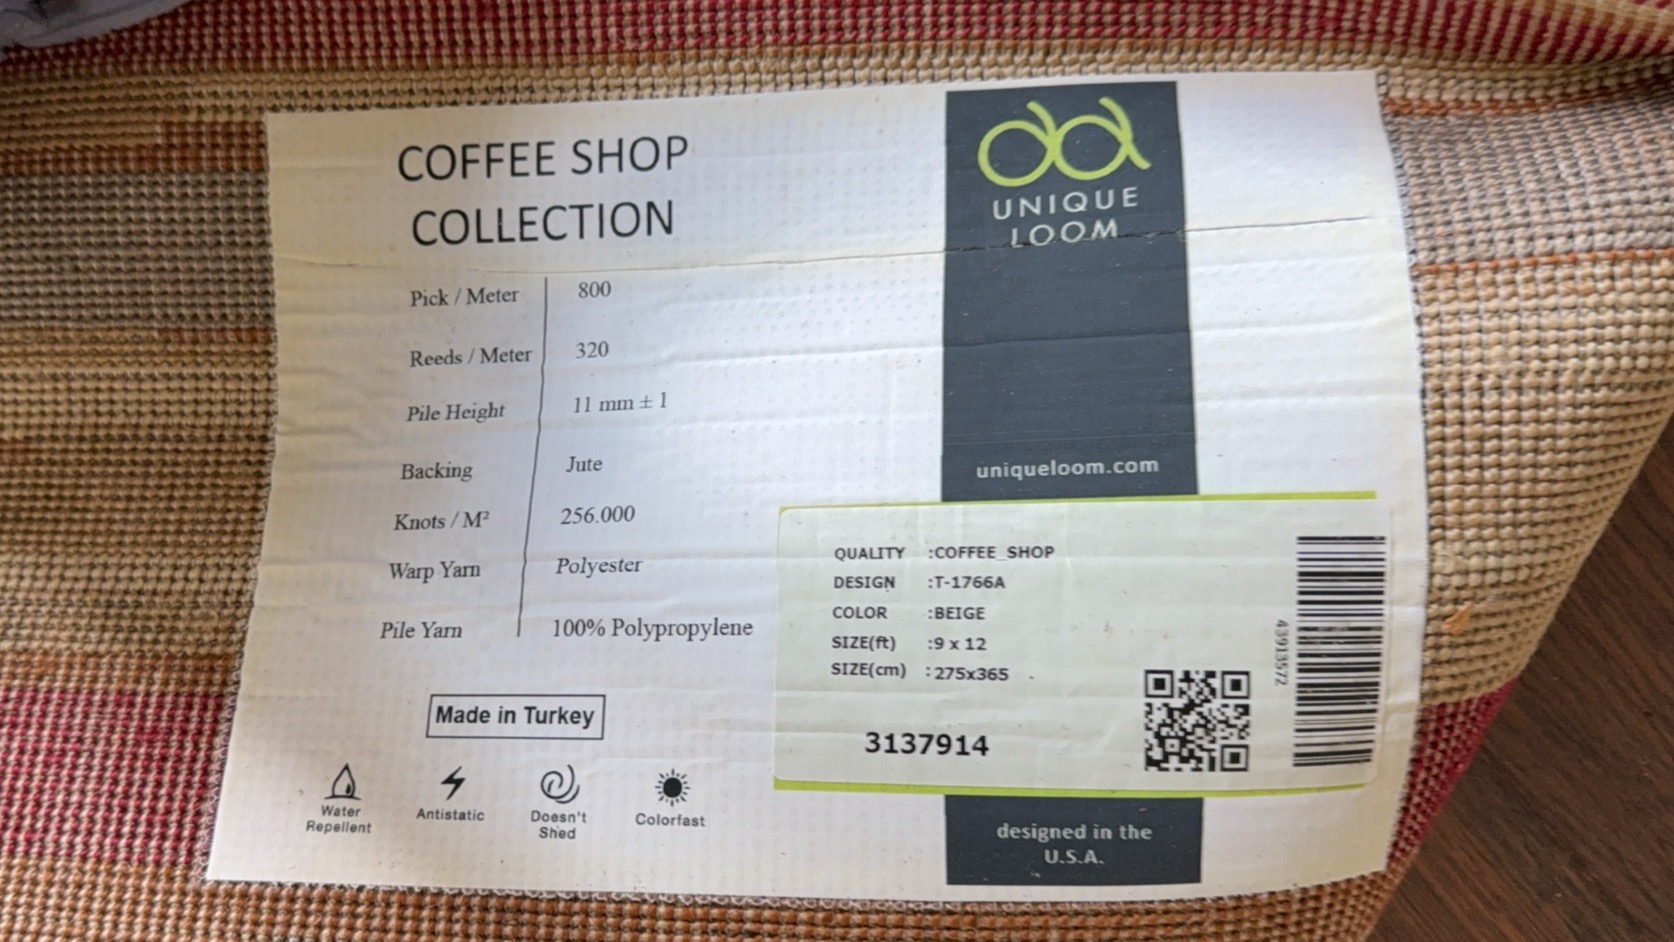 COFFEE SHOP
COLLECTION
Pick / Meter 800
Reeds / Meter 320
Pile Height 11 mm ± 1
Backing Jute
Knots / M² 256.000
Warp Yarn Polyester
Pile Yarn 100% Polypropylene
Made in Turkey
Water
Repellent
Antistatic
Doesn't
Shed
Colorfast
UNIQUE
LOOM
uniqueloom.com
QUALITY :COFFEE_SHOP
DESIGN :T-1766A
COLOR :BEIGE
SIZE(ft) :9 x 12
SIZE(cm) :275x365
3137914
43913572
designed in the
U.S.A.